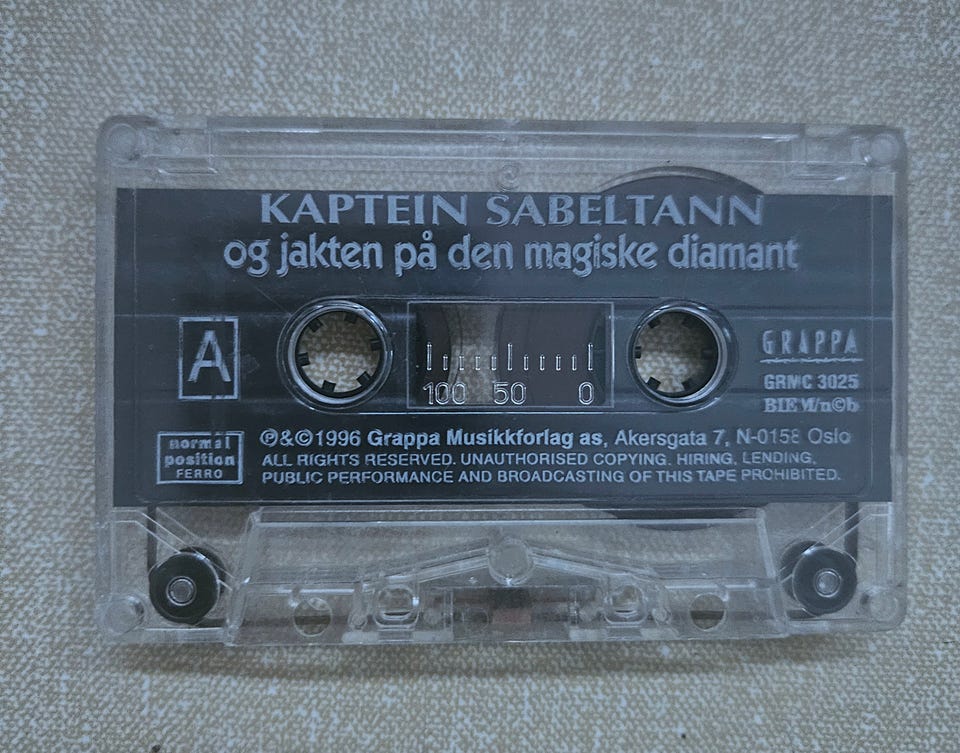 KAPTEIN SABELTANN
og jakten på den magiske diamant
A
100 50 0
GRAPPA
GRMC 3025
BIEM/n©b
normal
position
FERRO
℗&©1996 Grappa Musikkforlag as, Akersgata 7, N-0158 Oslo
ALL RIGHTS RESERVED. UNAUTHORISED COPYING. HIRING, LENDING,
PUBLIC PERFORMANCE AND BROADCASTING OF THIS TAPE PROHIBITED.